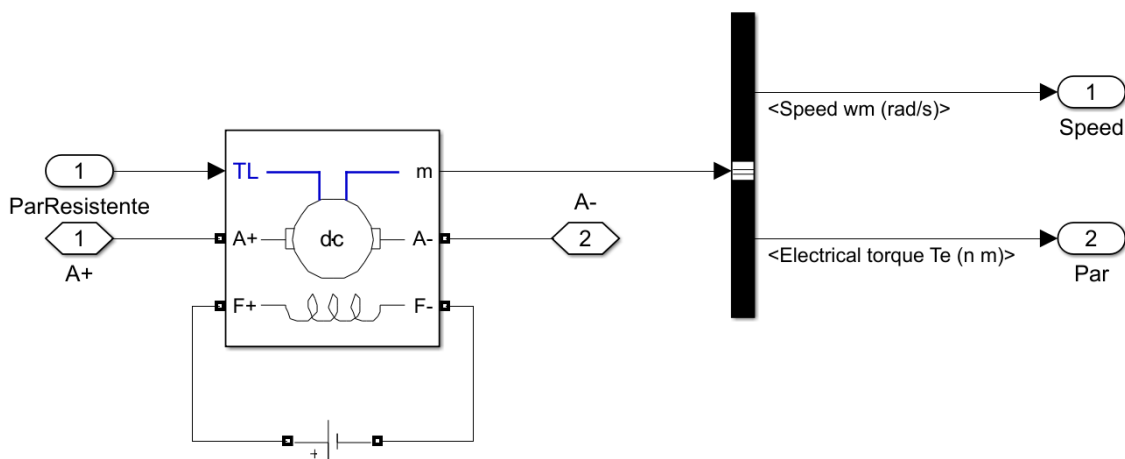 1
<Speed wm (rad/s)>
Speed
1
ParResistente
TL
m
A-
1
A+
A+
dc
A-
2
F+
F-
<Electrical torque Te (n m)>
2
Par
+